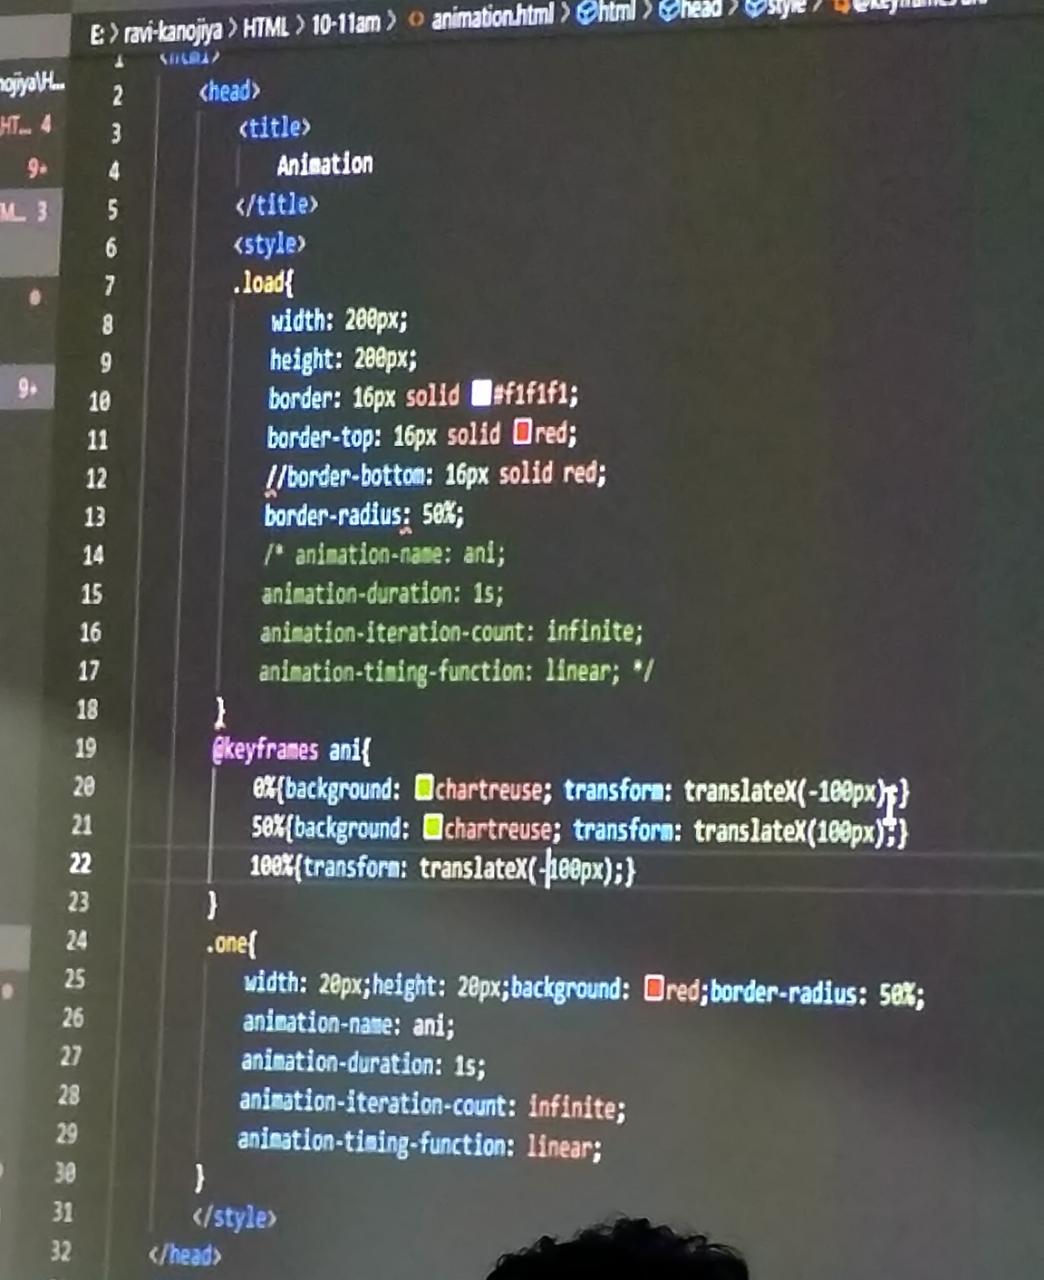 E: > ravi-kanojiya > HTML > 10-11am > animation.html > html > head > style > @keyframes ani
nojiya\H...
HT... 4
9+
M... 3
9+
1 <html>
2 <head>
3 <title>
4 Animation
5 </title>
6 <style>
7 .load{
8 width: 200px;
9 height: 200px;
10 border: 16px solid #f1f1f1;
11 border-top: 16px solid red;
12 //border-bottom: 16px solid red;
13 border-radius: 50%;
14 /* animation-name: ani;
15 animation-duration: 1s;
16 animation-iteration-count: infinite;
17 animation-timing-function: linear; */
18 }
19 @keyframes ani{
20 0%{background: chartreuse; transform: translateX(-100px);}
21 50%{background: chartreuse; transform: translateX(100px);}
22 100%{transform: translateX(-100px);}
23 }
24 .one{
25 width: 20px;height: 20px;background: red;border-radius: 50%;
26 animation-name: ani;
27 animation-duration: 1s;
28 animation-iteration-count: infinite;
29 animation-timing-function: linear;
30 }
31 </style>
32 </head>